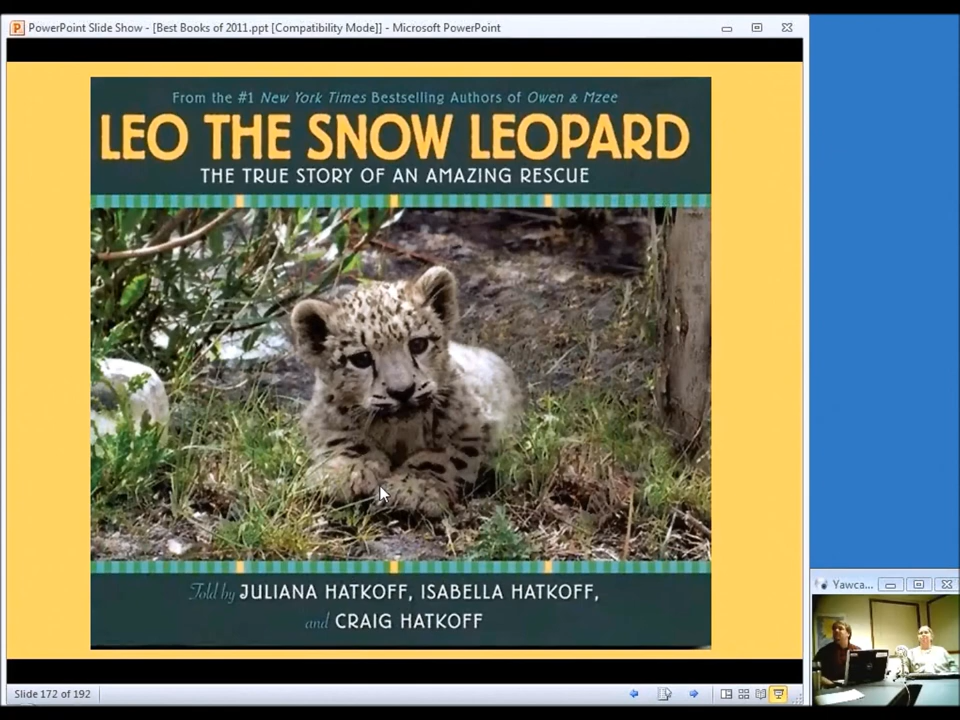 PowerPoint Slide Show - [Best Books of 2011.ppt [Compatibility Mode]] - Microsoft PowerPoint
From the #1 New York Times Bestselling Authors of Owen & Mzee
LEO THE SNOW LEOPARD
THE TRUE STORY OF AN AMAZING RESCUE
Told by JULIANA HATKOFF, ISABELLA HATKOFF,
and CRAIG HATKOFF
Yawca...
Slide 172 of 192